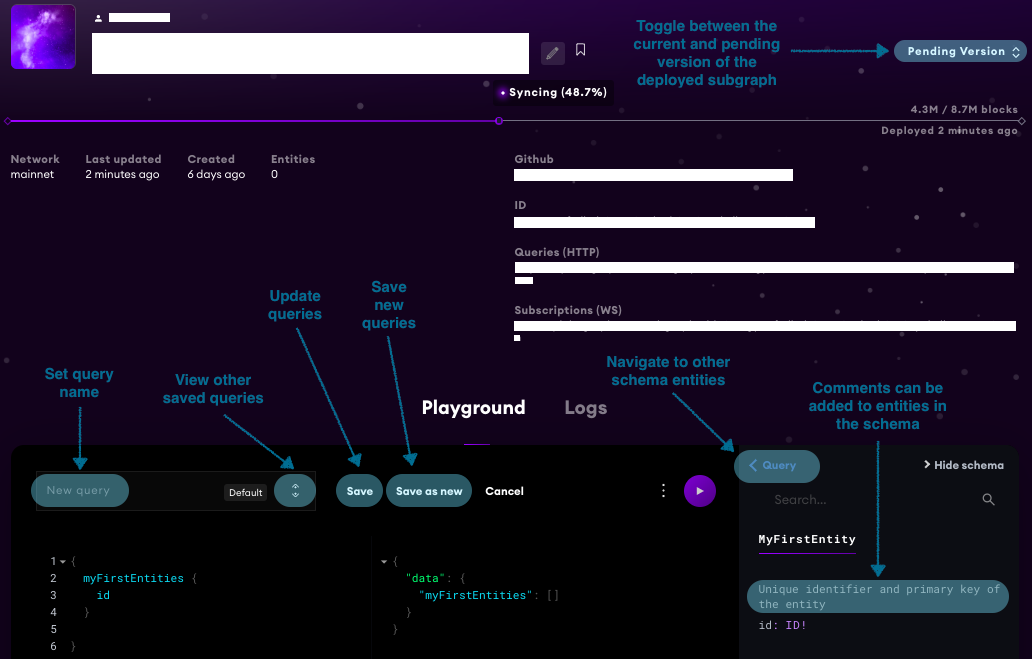 Toggle between the
current and pending
version of the
deployed subgraph
Pending Version
Syncing (48.7%)
4.3M / 8.7M blocks
Deployed 2 minutes ago
Network
mainnet
Last updated
2 minutes ago
Created
6 days ago
Entities
0
Github
ID
Queries (HTTP)
Subscriptions (WS)
Update
queries
Save
new
queries
Set query
name
View other
saved queries
Navigate to other
schema entities
Comments can be
added to entities in
the schema
Playground
Logs
New query
Default
Save
Save as new
Cancel
Query
Hide schema
Search...
MyFirstEntity
Unique identifier and primary key of
the entity
id: ID!
1 {
2 myFirstEntities {
3 id
4 }
5
6 }
{
"data": {
"myFirstEntities": []
}
}